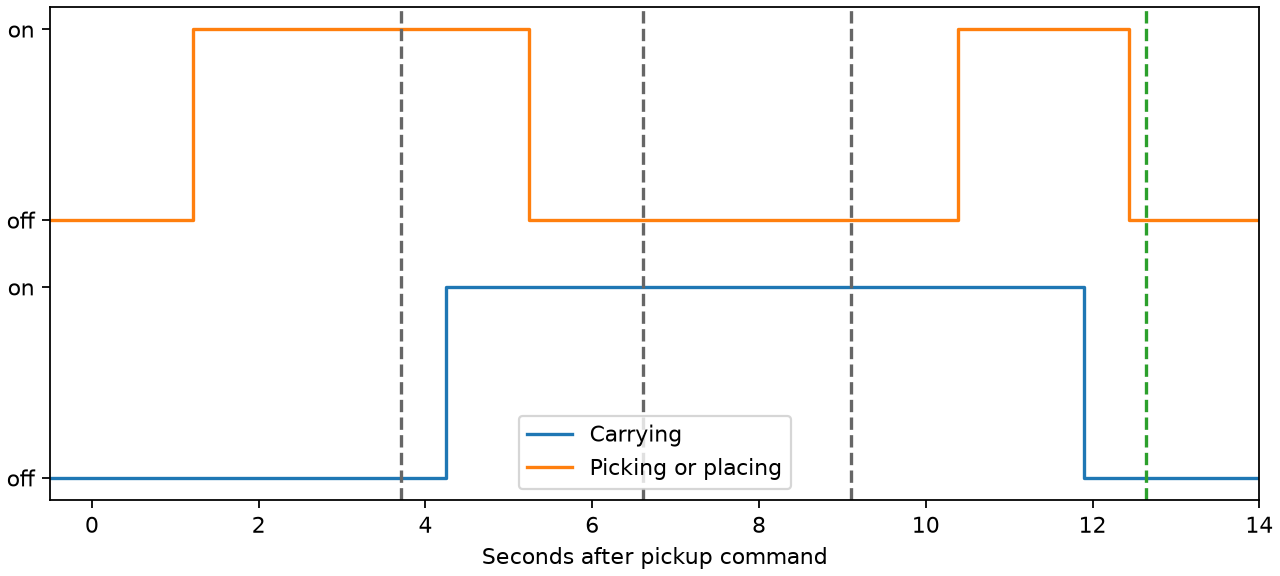 on
off
on
off
Carrying
Picking or placing
0 2 4 6 8 10 12 14
Seconds after pickup command